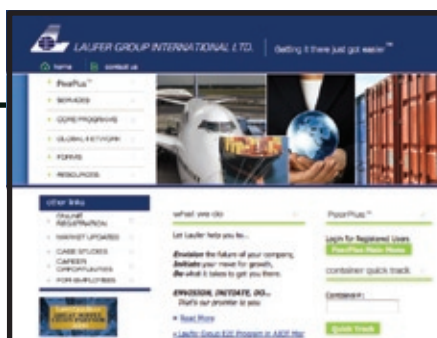 LAUFER GROUP INTERNATIONAL LTD.
Getting it there just got easier™
home
contact us
PeerPlus™
SERVICES
CORE PROGRAMS
GLOBAL NETWORK
FORMS
RESOURCES
other links
ONLINE
REGISTRATION
MARKET UPDATES
CASE STUDIES
CAREER
OPPORTUNITIES
FOR EMPLOYEES
what we do
Let Laufer help you to...
Envision the future of your company,
Initiate your move for growth,
Do what it takes to get you there.
ENVISION, INITIATE, DO...
That's our promise to you.
Read More
PeerPlus™
Login for Registered Users
PeerPlus Main Menu
container quick track
Container#:
Quick Track